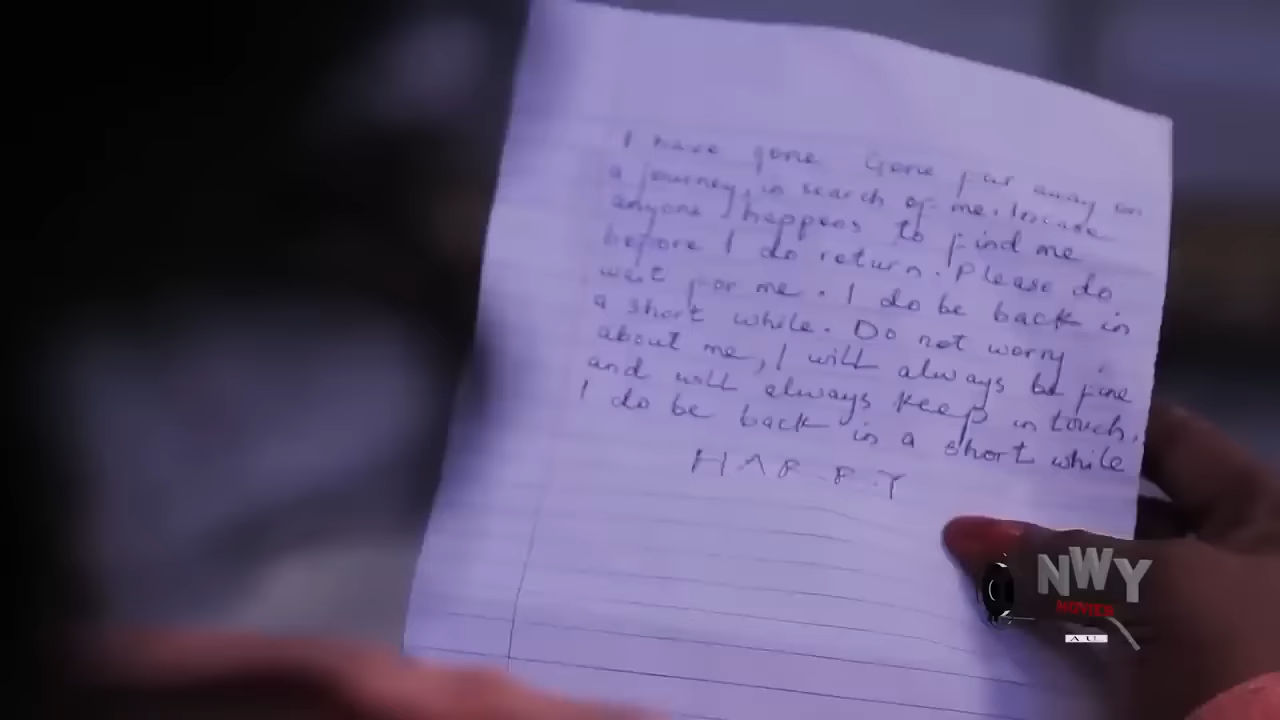 I have gone Gone far away on
a journey, in search of me. Incase
anyone happens to find me
before I do return. Please do
wait for me. I do be back in
a short while. Do not worry
about me, I will always be fine
and will always keep in touch.
I do be back in a short while
HARRY
NWY
MOVIES
A.U.